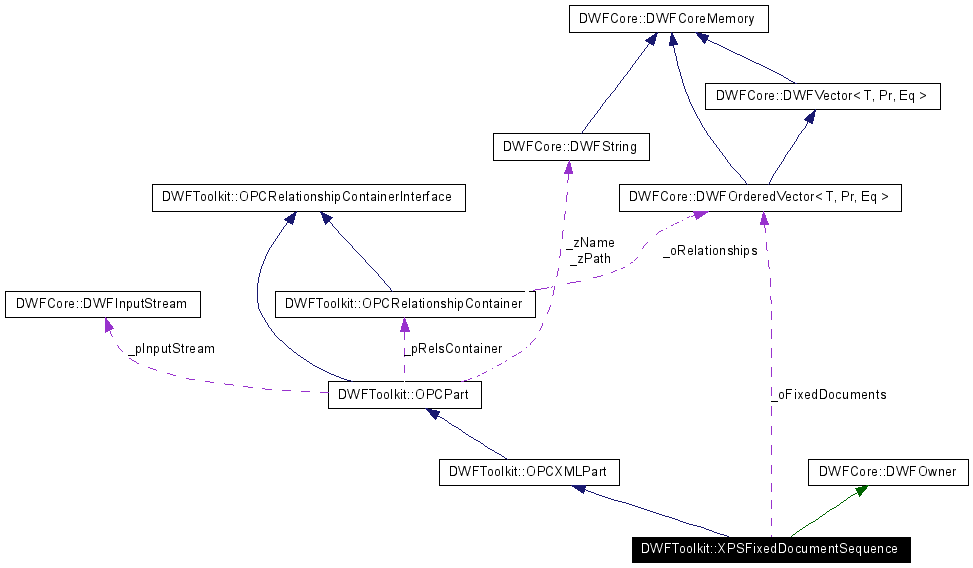 DWFCore::DWFCoreMemory
DWFCore::DWFVector< T, Pr, Eq >
DWFCore::DWFString
DWFToolkit::OPCRelationshipContainerInterface
DWFCore::DWFOrderedVector< T, Pr, Eq >
_zName
_zPath
_oRelationships
DWFCore::DWFInputStream
DWFToolkit::OPCRelationshipContainer
_pInputStream
_pRelsContainer
DWFToolkit::OPCPart
_oFixedDocuments
DWFToolkit::OPCXMLPart
DWFCore::DWFOwner
DWFToolkit::XPSFixedDocumentSequence